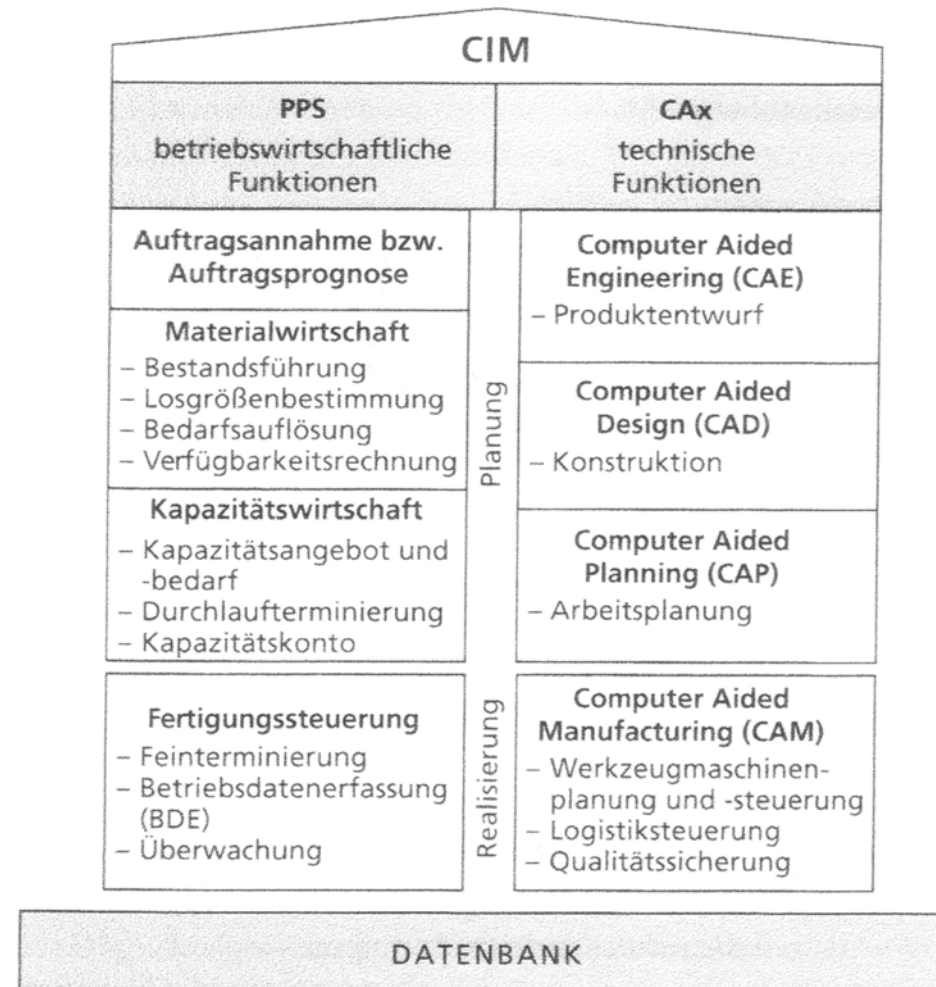 CIM
PPS
betriebswirtschaftliche
Funktionen
CAx
technische
Funktionen
Auftragsannahme bzw.
Auftragsprognose
Materialwirtschaft
– Bestandsführung
– Losgrößenbestimmung
– Bedarfsauflösung
– Verfügbarkeitsrechnung
Kapazitätswirtschaft
– Kapazitätsangebot und
-bedarf
– Durchlaufterminierung
– Kapazitätskonto
Planung
Computer Aided
Engineering (CAE)
– Produktentwurf
Computer Aided
Design (CAD)
– Konstruktion
Computer Aided
Planning (CAP)
– Arbeitsplanung
Fertigungssteuerung
– Feinterminierung
– Betriebsdatenerfassung
(BDE)
– Überwachung
Realisierung
Computer Aided
Manufacturing (CAM)
– Werkzeugmaschinen-
planung und -steuerung
– Logistiksteuerung
– Qualitätssicherung
DATENBANK